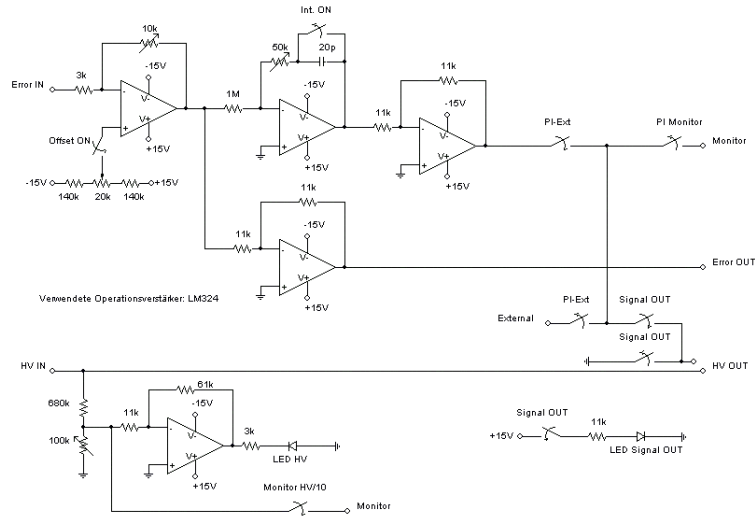 Int. ON
10k
50k
20p
3k
-15V
1M
-15V
11k
Error IN
-
V-
-
V-
11k
-
-15V
V-
PI-Ext
PI Monitor
+
V+
+
V+
+
V+
Monitor
Offset ON
+15V
+15V
+15V
-15V
+15V
140k
20k
140k
11k
11k
-15V
-
V-
+
V+
Error OUT
+15V
Verwendete Operationsverstärker: LM324
PI-Ext
Signal OUT
External
Signal OUT
HV IN
HV OUT
680k
61k
11k
-15V
-
V-
3k
Signal OUT
11k
100k
+
V+
LED HV
+15V
LED Signal OUT
+15V
Monitor HV/10
Monitor